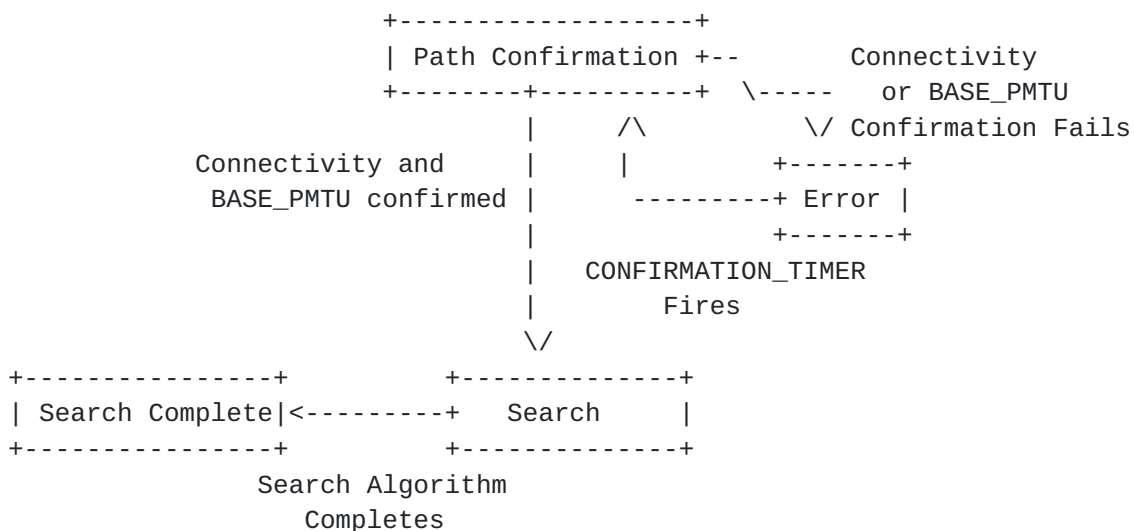 +-------------------+
                     | Path Confirmation +--      Connectivity
                     +--------+----------+  \-----   or BASE_PMTU
                              |     /\         \/ Confirmation Fails
          Connectivity and    |     |        +-------+
           BASE_PMTU confirmed |      ---------+ Error |
                              |              +-------+
                              |   CONFIRMATION_TIMER
                              |        Fires
                              \/
+----------------+         +--------------+
| Search Complete|<---------+   Search     |
+----------------+         +--------------+
              Search Algorithm
                 Completes